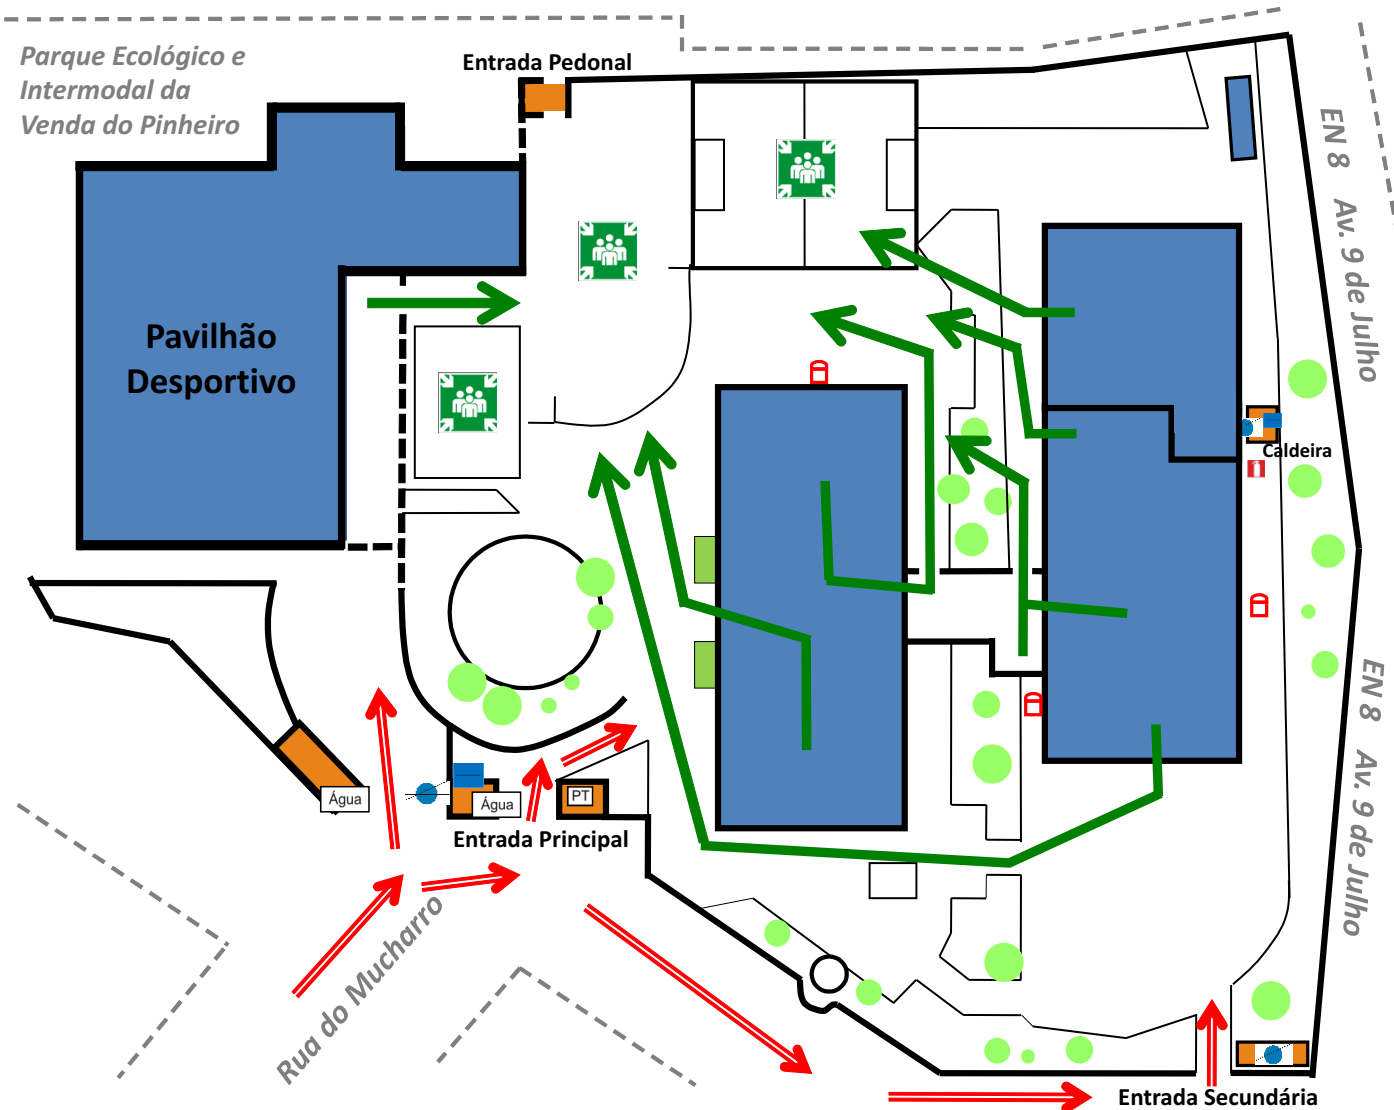 Parque Ecológico e
Intermodal da
Venda do Pinheiro
Entrada Pedonal
EN 8 Av. 9 de Julho
Pavilhão
Desportivo
Caldeira
EN 8 Av. 9 de Julho
Água
Água
PT
Entrada Principal
Rua do Mucharro
Entrada Secundária